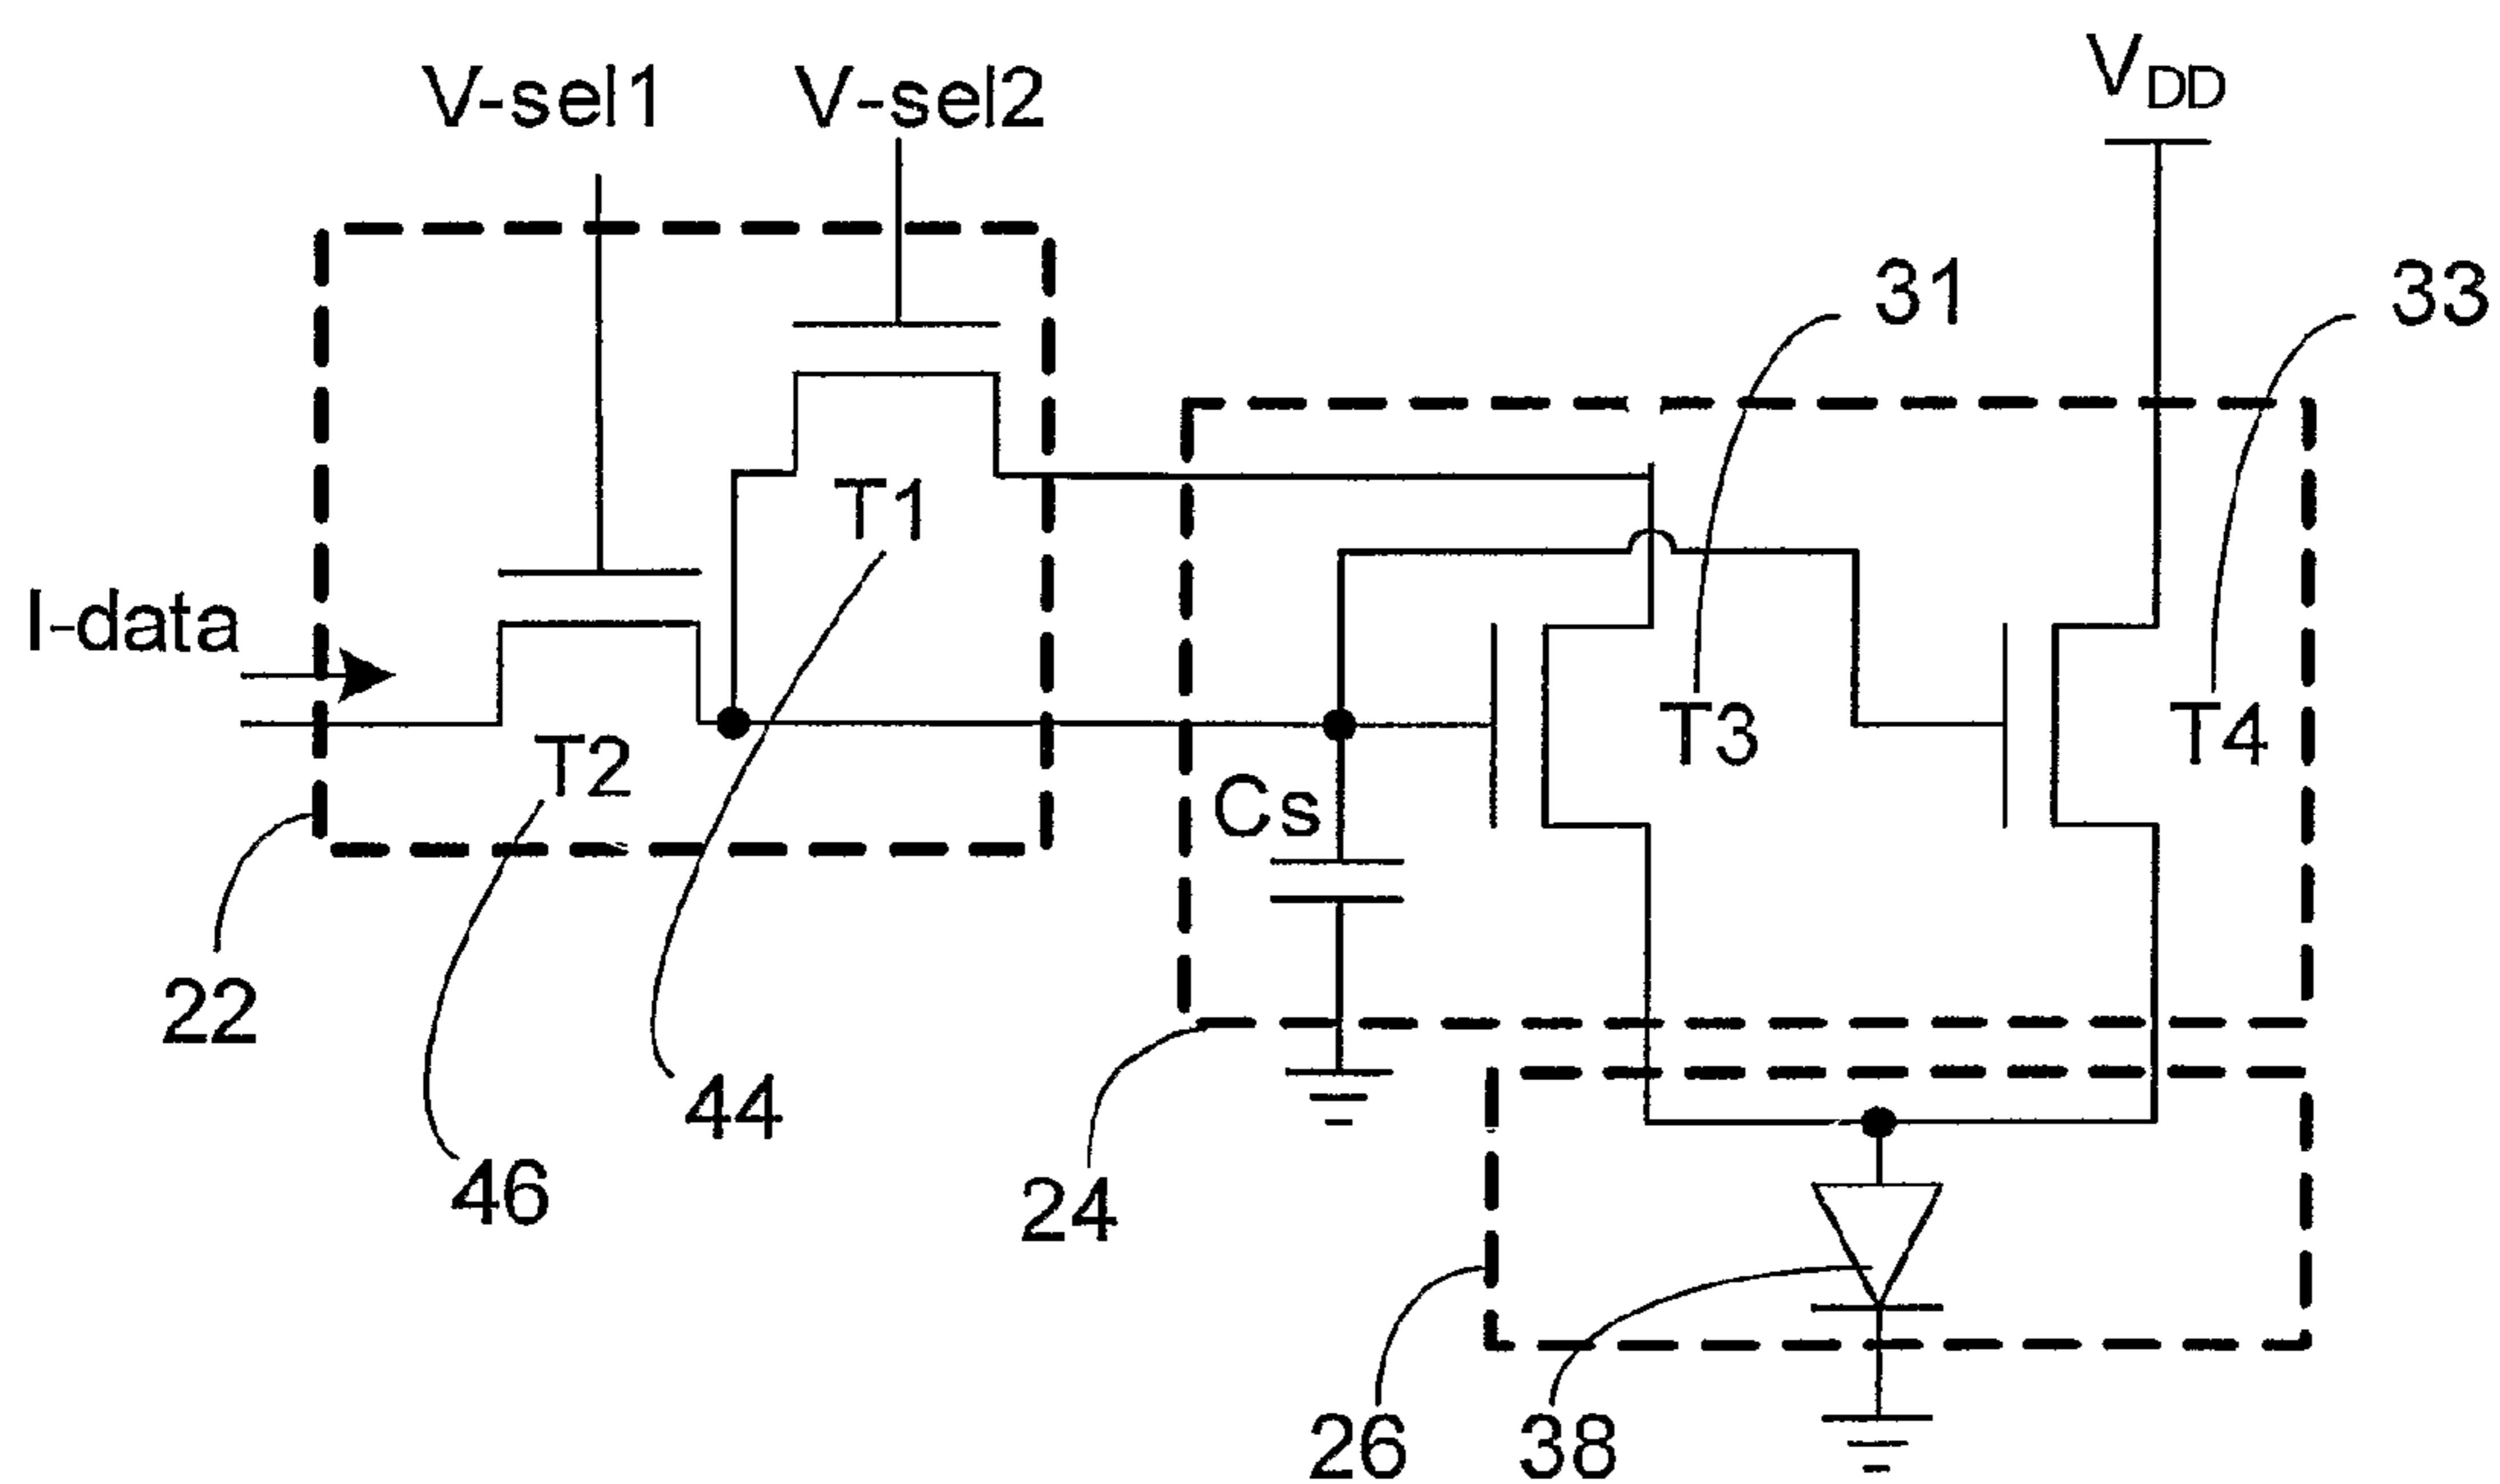 V-sel1
V-sel2
VDD
31
33
T1
I-data
T2
T3
T4
Cs
22
44
46
24
26
38